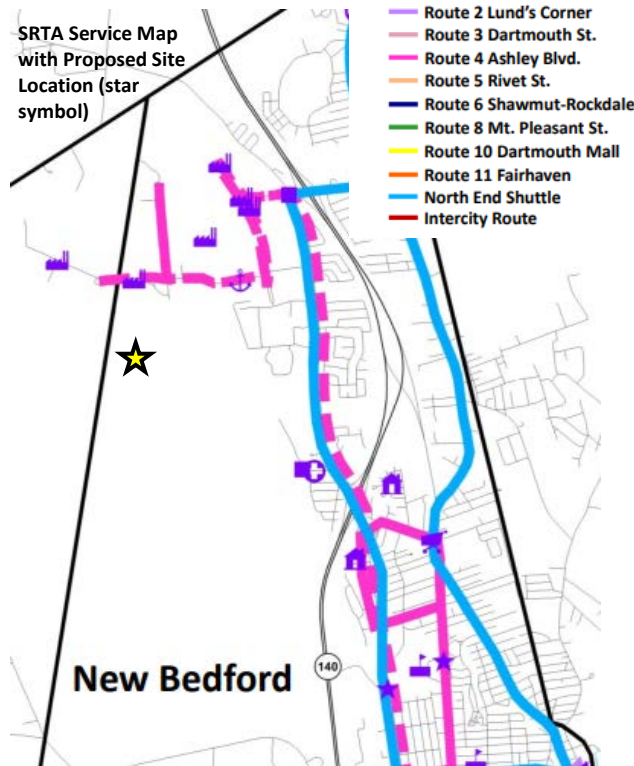 SRTA Service Map
with Proposed Site
Location (star
symbol)
Route 2 Lund's Corner
Route 3 Dartmouth St.
Route 4 Ashley Blvd.
Route 5 Rivet St.
Route 6 Shawmut-Rockdale
Route 8 Mt. Pleasant St.
Route 10 Dartmouth Mall
Route 11 Fairhaven
North End Shuttle
Intercity Route
New Bedford
140